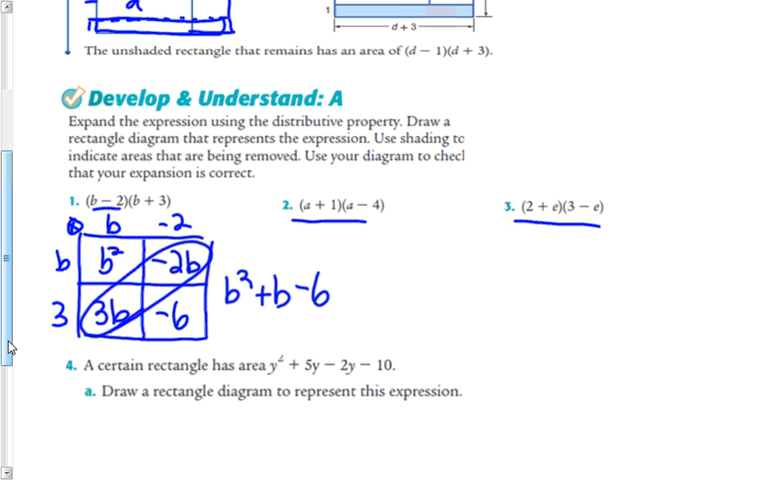 d
1
d + 3
The unshaded rectangle that remains has an area of (d − 1)(d + 3).
Develop & Understand: A
Expand the expression using the distributive property. Draw a
rectangle diagram that represents the expression. Use shading to
indicate areas that are being removed. Use your diagram to chec
that your expansion is correct.
1. (b − 2)(b + 3)
2. (a + 1)(a − 4)
3. (2 + e)(3 − e)
b -2
b b² -2b
3 3b -6
b²+b-6
4. A certain rectangle has area y² + 5y − 2y − 10.
a. Draw a rectangle diagram to represent this expression.